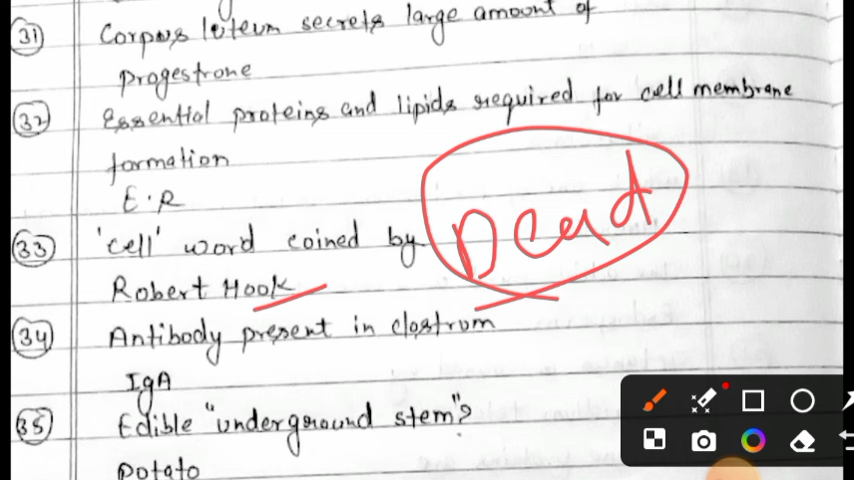 31 Corpus luteum secrets large amount of
progestrone
32 Essential proteins and lipids required for cell membrane
formation
E.R
33 'cell' word coined by
Dead
Robert Hook
34 Antibody present in clostrum
IgA
35 Edible "underground stem"?
potato